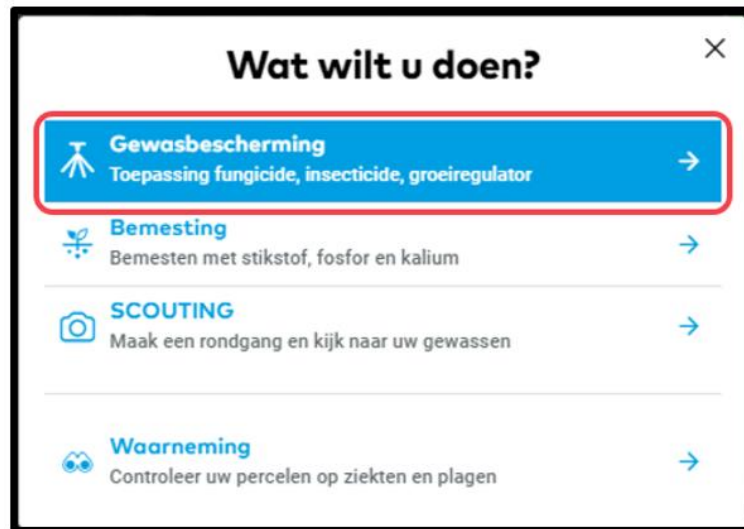 Wat wilt u doen?
Gewasbescherming
Toepassing fungicide, insecticide, groeiregulator
Bemesting
Bemesten met stikstof, fosfor en kalium
SCOUTING
Maak een rondgang en kijk naar uw gewassen
Waarneming
Controleer uw percelen op ziekten en plagen